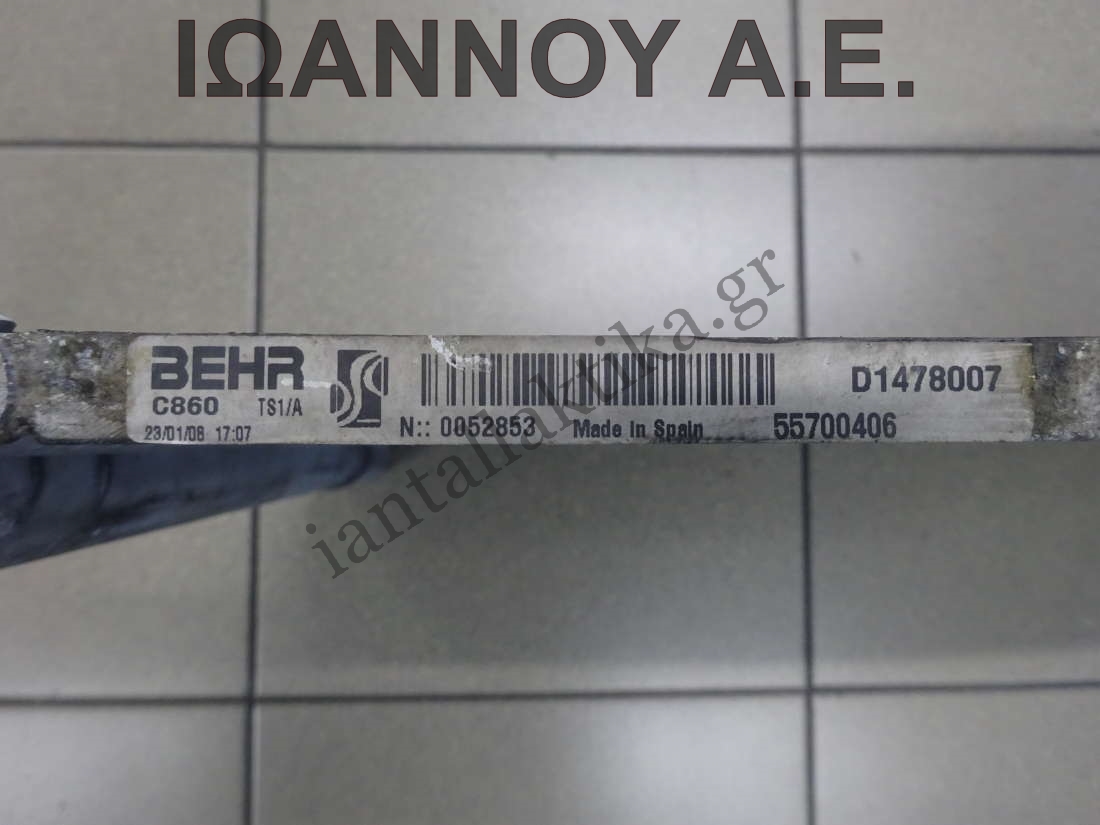 ΙΩΑΝΝΟΥ Α.Ε.
BEHR
C860 TS1/A
23/01/08 17:07
N:: 0052853 Made In Spain 55700406
D1478007
iantallaktika.gr